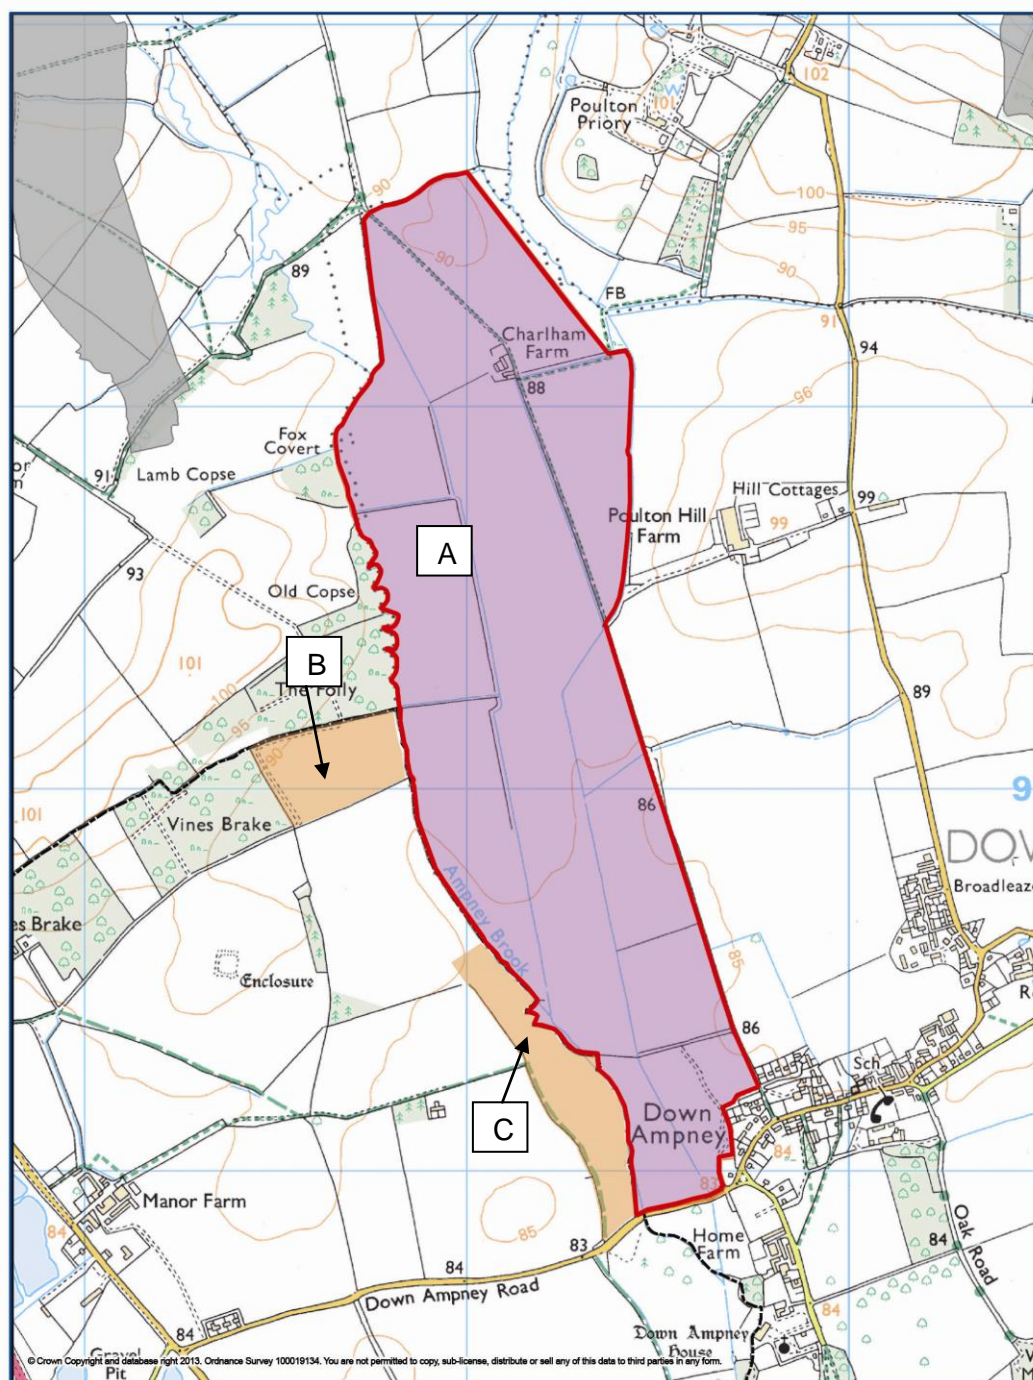 102
101
Poulton
Priory
90
100
95
90
89
FB
91
Charlham
Farm
90
94
88
95
Fox
Covert
Lamb Copse
91
Hill Cottages
99
Poulton Hill
Farm
99
A
93
Old Copse
B
The Folly
101
100
95
90
89
86
101
Vines Brake
9
DOW
Broadleaze
Ampney Brook
es Brake
Enclosure
85
86
Sch
C
Down
Ampney
84
83
Manor Farm
84
85
83
Home
Farm
84
Oak Road
84
84
Down Ampney Road
84
Down Ampney
House
Gravel
Pit
© Crown Copyright and database right 2013. Ordnance Survey 100019134. You are not permitted to copy, sub-license, distribute or sell any of this data to third parties in any form.